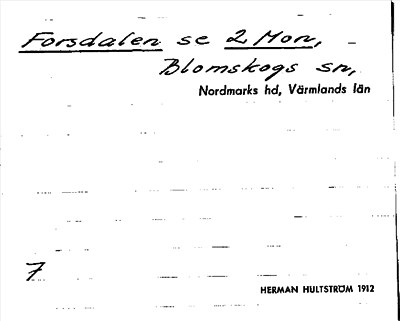 Forsdalen se 2 Mon,
Blomskogs sn,
Nordmarks hd, Värmlands län
7
HERMAN HULTSTRÖM 1912